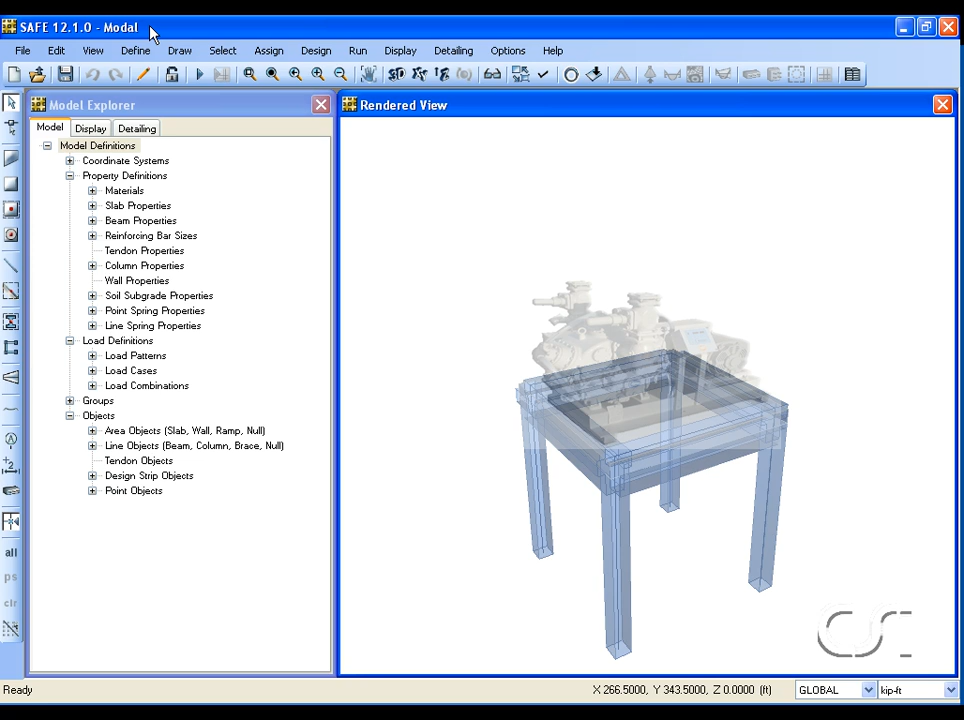 SAFE 12.1.0 - Modal
File Edit View Define Draw Select Assign Design Run Display Detailing Options Help
Model Explorer
Rendered View
Model Display Detailing
Model Definitions
Coordinate Systems
Property Definitions
Materials
Slab Properties
Beam Properties
Reinforcing Bar Sizes
Tendon Properties
Column Properties
Wall Properties
Soil Subgrade Properties
Point Spring Properties
Line Spring Properties
Load Definitions
Load Patterns
Load Cases
Load Combinations
Groups
Objects
Area Objects (Slab, Wall, Ramp, Null)
Line Objects (Beam, Column, Brace, Null)
Tendon Objects
Design Strip Objects
Point Objects
all
ps
clr
CSI
Ready
X 266.5000, Y 343.5000, Z 0.0000 (ft)
GLOBAL
kip-ft